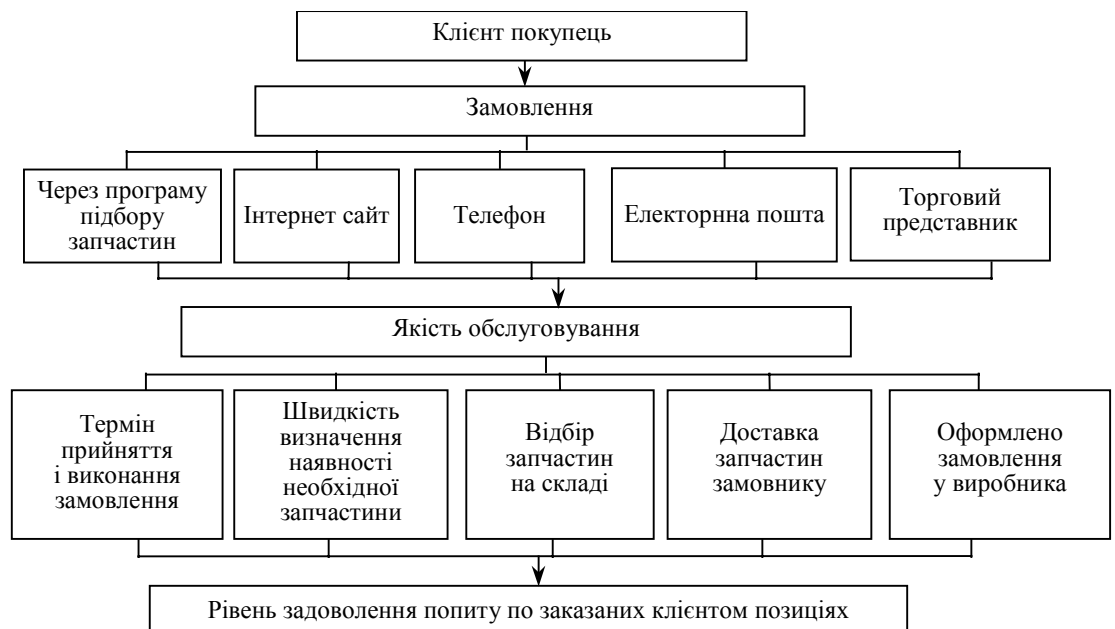 Клієнт покупець
Замовлення
Через програму
підбору
запчастин
Інтернет сайт
Телефон
Електорнна пошта
Торговий
представник
Якість обслуговування
Термін
прийняття
і виконання
замовлення
Швидкість
визначення
наявності
необхідної
запчастини
Відбір
запчастин
на складі
Доставка
запчастин
замовнику
Оформлено
замовлення
у виробника
Рівень задоволення попиту по заказаних клієнтом позиціях